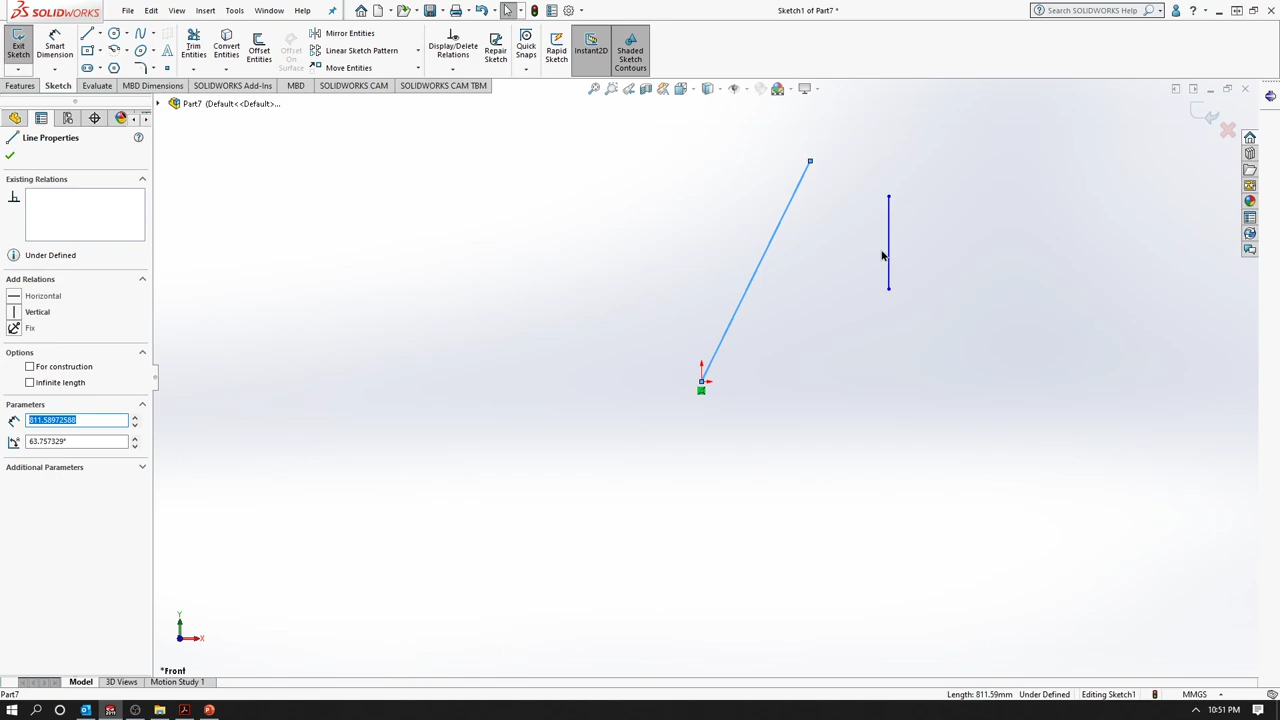 SOLIDWORKS File Edit View Insert Tools Window Sketch1 of Part7 * Search SOLIDWORKS Help
Exit Sketch
Smart Dimension
Trim Entities
Convert Entities
Offset Entities
Offset On Surface
Mirror Entities
Linear Sketch Pattern
Move Entities
Display/Delete Relations
Repair Sketch
Quick Snaps
Rapid Sketch
Instant2D
Shaded Sketch Contours
Features Sketch Evaluate MBD Dimensions SOLIDWORKS Add-Ins MBD SOLIDWORKS CAM SOLIDWORKS CAM TBM
Part7 (Default<<Default>...
Line Properties
Existing Relations
Under Defined
Add Relations
Horizontal
Vertical
Fix
Options
For construction
Infinite length
Parameters
811.58972588
63.757329°
Additional Parameters
Y
X
*Front
Model 3D Views Motion Study 1
Part7 Length: 811.59mm Under Defined Editing Sketch1 MMGS
10:51 PM